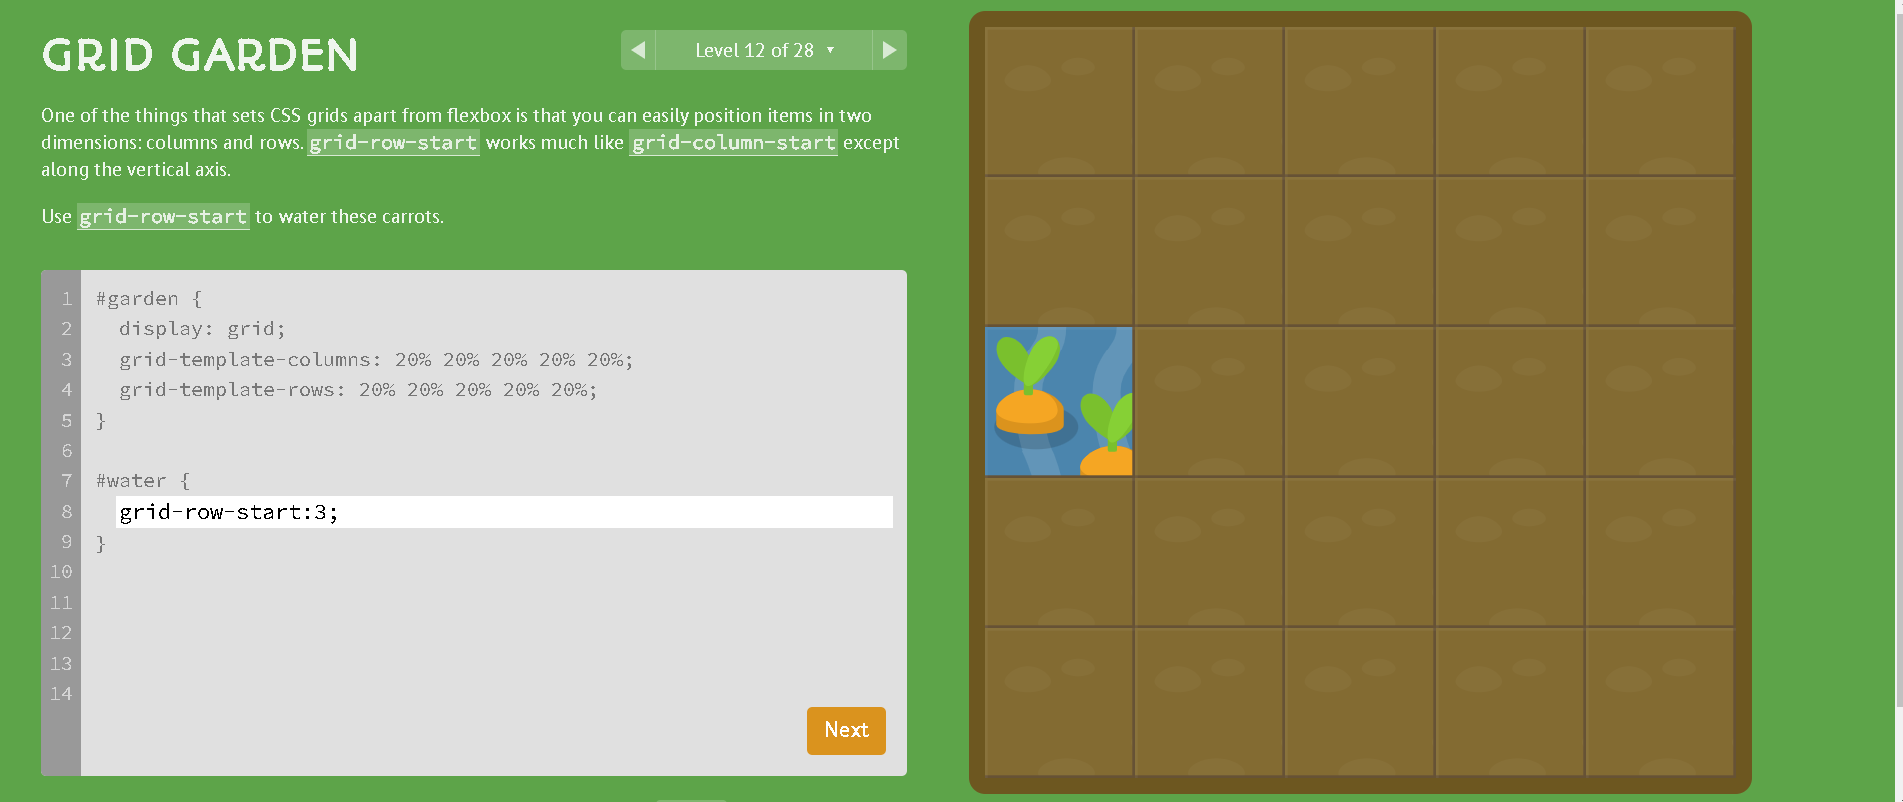 GRID GARDEN
Level 12 of 28
One of the things that sets CSS grids apart from flexbox is that you can easily position items in two
dimensions: columns and rows. grid-row-start works much like grid-column-start except
along the vertical axis.
Use grid-row-start to water these carrots.
1 #garden {
2 display: grid;
3 grid-template-columns: 20% 20% 20% 20% 20%;
4 grid-template-rows: 20% 20% 20% 20% 20%;
5 }
6
7 #water {
8 grid-row-start:3;
9 }
10
11
12
13
14
Next